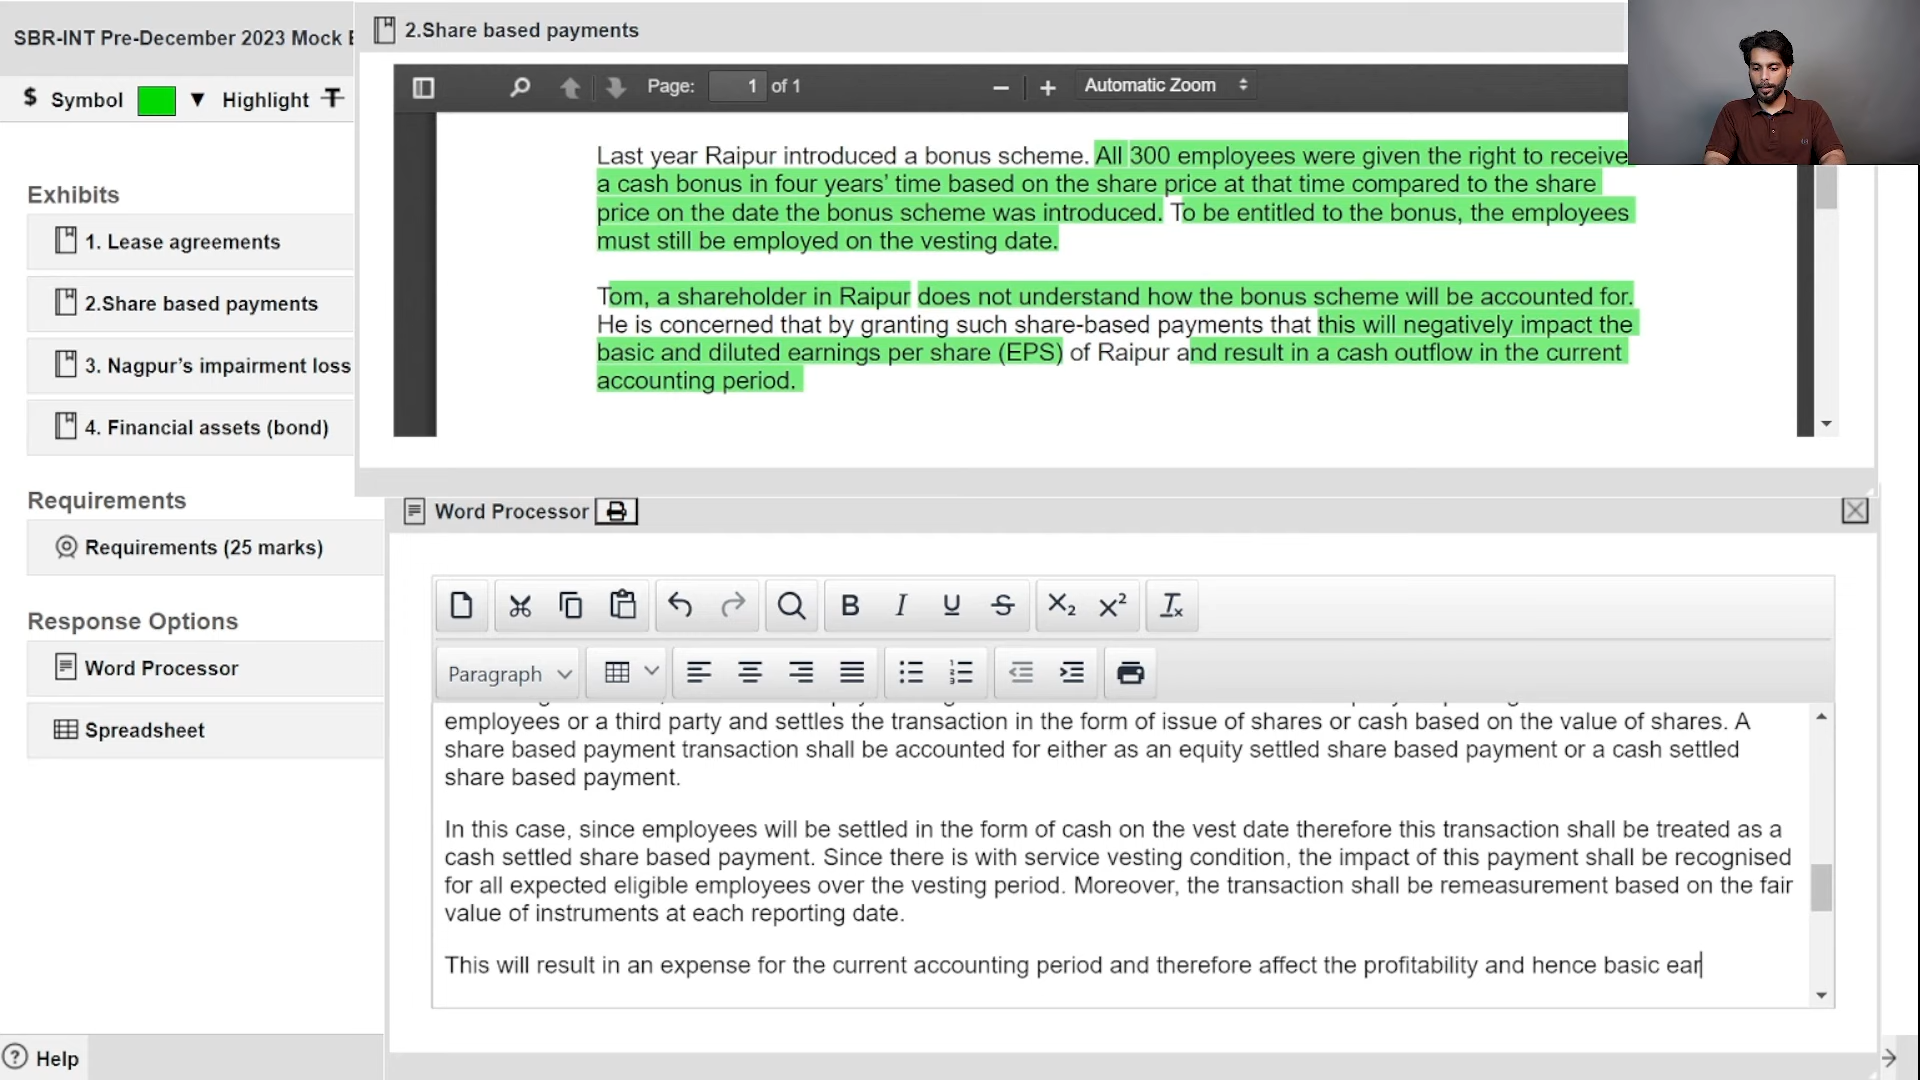 SBR-INT Pre-December 2023 Mock E
$ Symbol Highlight T
Exhibits
1. Lease agreements
2.Share based payments
3. Nagpur's impairment loss
4. Financial assets (bond)
Requirements
Requirements (25 marks)
Response Options
Word Processor
Spreadsheet
Help
2.Share based payments
Page: 1 of 1 Automatic Zoom
Last year Raipur introduced a bonus scheme. All 300 employees were given the right to receive
a cash bonus in four years' time based on the share price at that time compared to the share
price on the date the bonus scheme was introduced. To be entitled to the bonus, the employees
must still be employed on the vesting date.
Tom, a shareholder in Raipur does not understand how the bonus scheme will be accounted for.
He is concerned that by granting such share-based payments that this will negatively impact the
basic and diluted earnings per share (EPS) of Raipur and result in a cash outflow in the current
accounting period.
Word Processor
B I U S X₂ X² Tx
Paragraph
employees or a third party and settles the transaction in the form of issue of shares or cash based on the value of shares. A
share based payment transaction shall be accounted for either as an equity settled share based payment or a cash settled
share based payment.
In this case, since employees will be settled in the form of cash on the vest date therefore this transaction shall be treated as a
cash settled share based payment. Since there is with service vesting condition, the impact of this payment shall be recognised
for all expected eligible employees over the vesting period. Moreover, the transaction shall be remeasurement based on the fair
value of instruments at each reporting date.
This will result in an expense for the current accounting period and therefore affect the profitability and hence basic ear